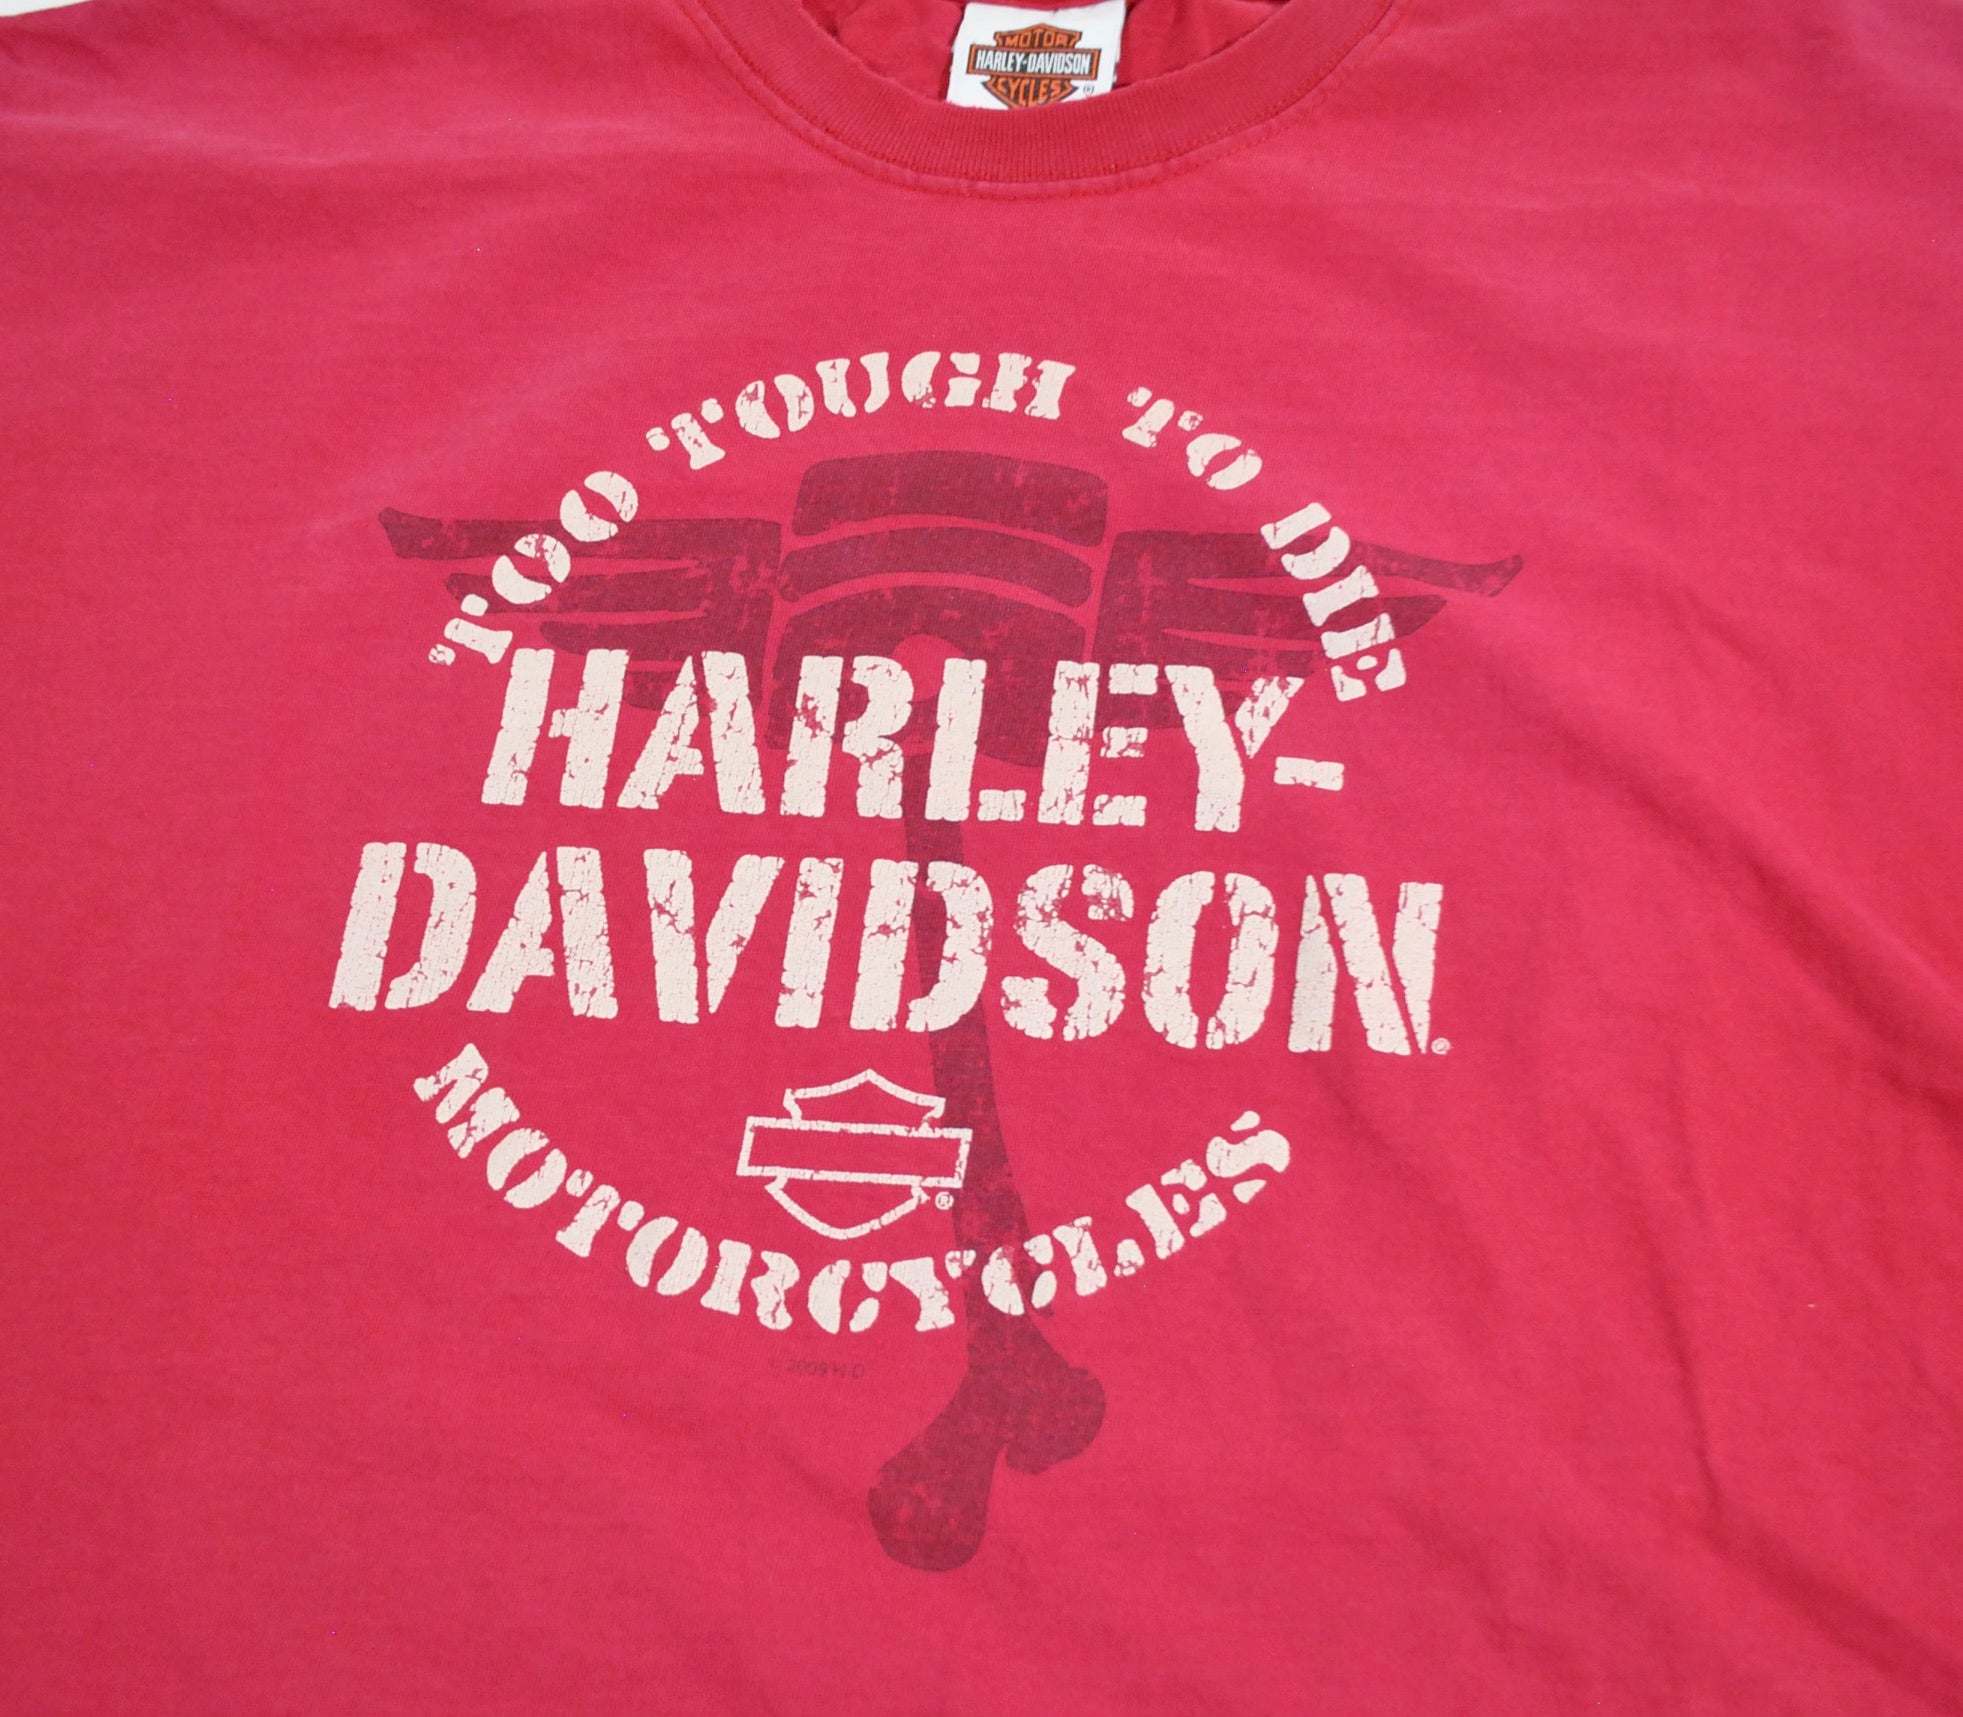 MOTOR
HARLEY-DAVIDSON
CYCLES ®
TOO TOUGH TO DIE
HARLEY-
DAVIDSON®
®
MOTORCYCLES